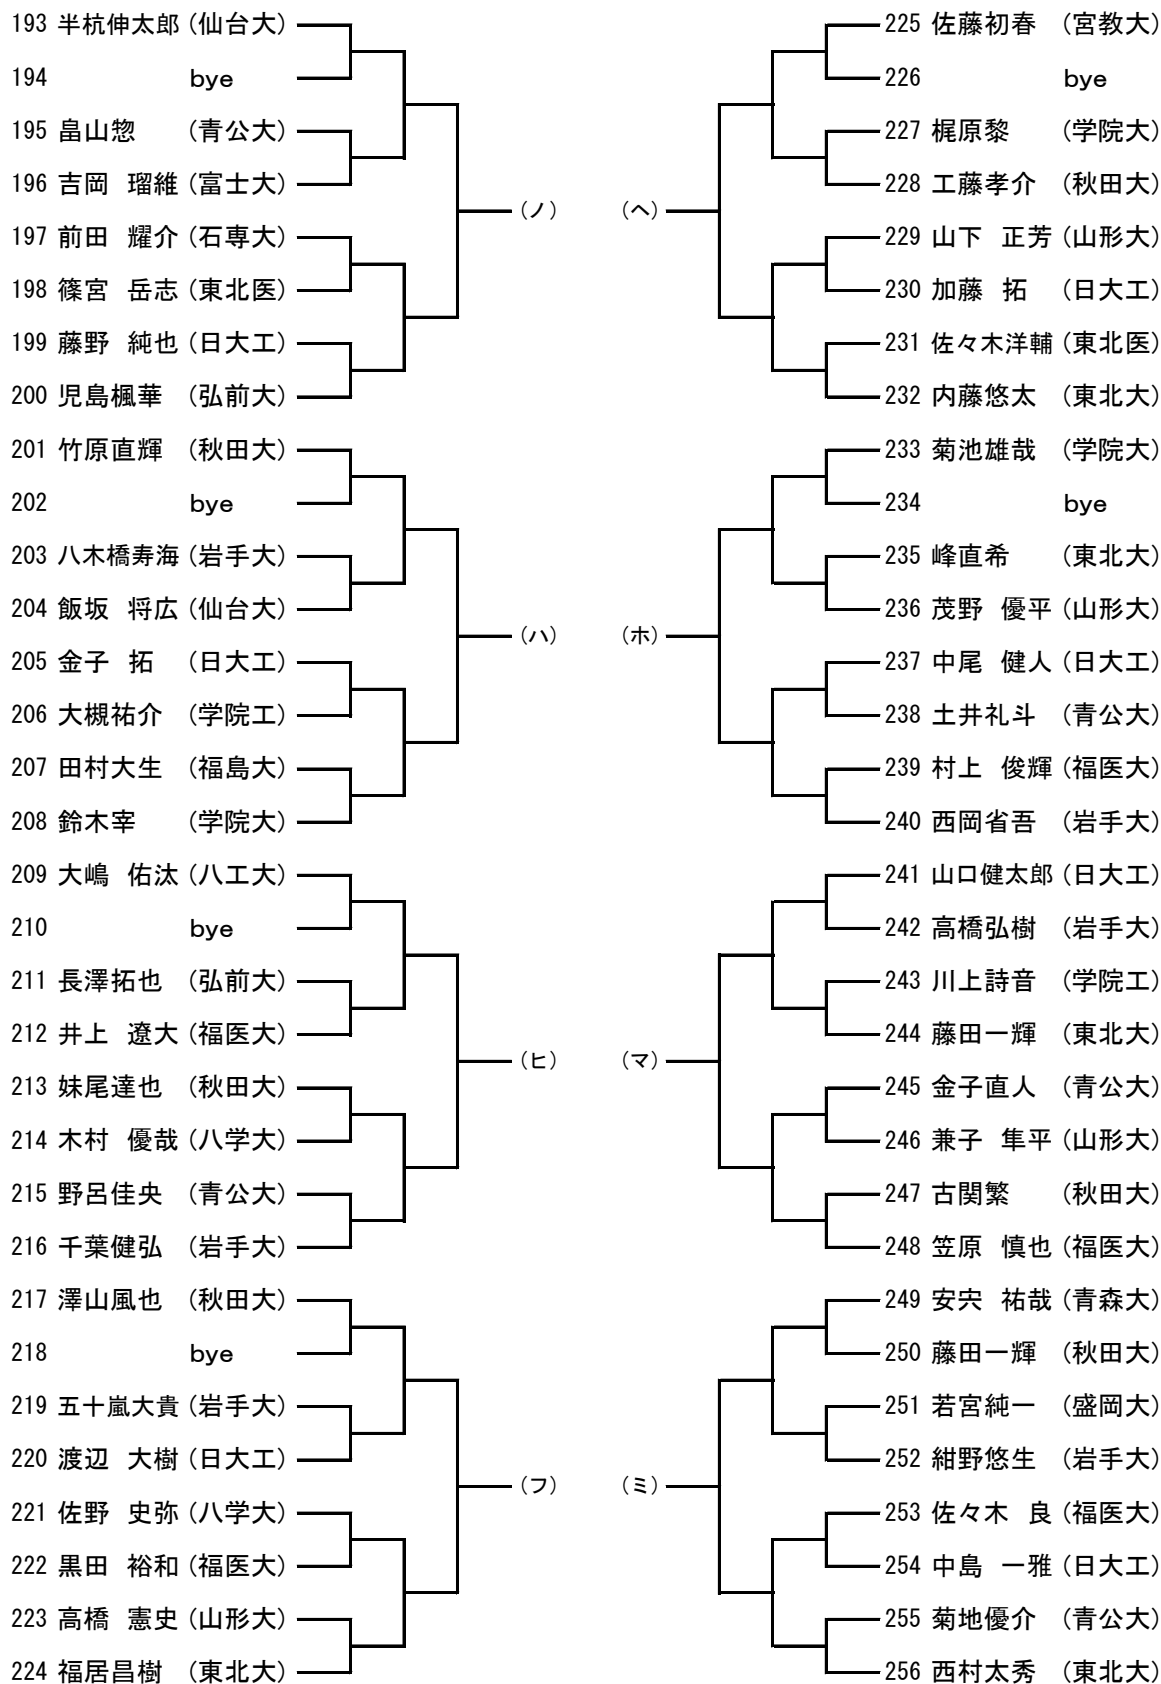 193 半杭伸太郎 (仙台大)
194 bye
195 畠山惣 (青公大)
196 吉岡 瑠維 (富士大)
197 前田 耀介 (石専大)
198 篠宮 岳志 (東北医)
199 藤野 純也 (日大工)
200 児島楓華 (弘前大)
(ノ)
201 竹原直輝 (秋田大)
202 bye
203 八木橋寿海 (岩手大)
204 飯坂 将広 (仙台大)
205 金子 拓 (日大工)
206 大槻祐介 (学院工)
207 田村大生 (福島大)
208 鈴木宰 (学院大)
(ハ)
209 大嶋 佑汰 (八工大)
210 bye
211 長澤拓也 (弘前大)
212 井上 遼大 (福医大)
213 妹尾達也 (秋田大)
214 木村 優哉 (八学大)
215 野呂佳央 (青公大)
216 千葉健弘 (岩手大)
(ヒ)
217 澤山風也 (秋田大)
218 bye
219 五十嵐大貴 (岩手大)
220 渡辺 大樹 (日大工)
221 佐野 史弥 (八学大)
222 黒田 裕和 (福医大)
223 高橋 憲史 (山形大)
224 福居昌樹 (東北大)
(フ)
225 佐藤初春 (宮教大)
226 bye
227 梶原黎 (学院大)
228 工藤孝介 (秋田大)
229 山下 正芳 (山形大)
230 加藤 拓 (日大工)
231 佐々木洋輔 (東北医)
232 内藤悠太 (東北大)
(ヘ)
233 菊池雄哉 (学院大)
234 bye
235 峰直希 (東北大)
236 茂野 優平 (山形大)
237 中尾 健人 (日大工)
238 土井礼斗 (青公大)
239 村上 俊輝 (福医大)
240 西岡省吾 (岩手大)
(ホ)
241 山口健太郎 (日大工)
242 高橋弘樹 (岩手大)
243 川上詩音 (学院工)
244 藤田一輝 (東北大)
245 金子直人 (青公大)
246 兼子 隼平 (山形大)
247 古関繁 (秋田大)
248 笠原 慎也 (福医大)
(マ)
249 安宍 祐哉 (青森大)
250 藤田一輝 (秋田大)
251 若宮純一 (盛岡大)
252 紺野悠生 (岩手大)
253 佐々木 良 (福医大)
254 中島 一雅 (日大工)
255 菊地優介 (青公大)
256 西村太秀 (東北大)
(ミ)